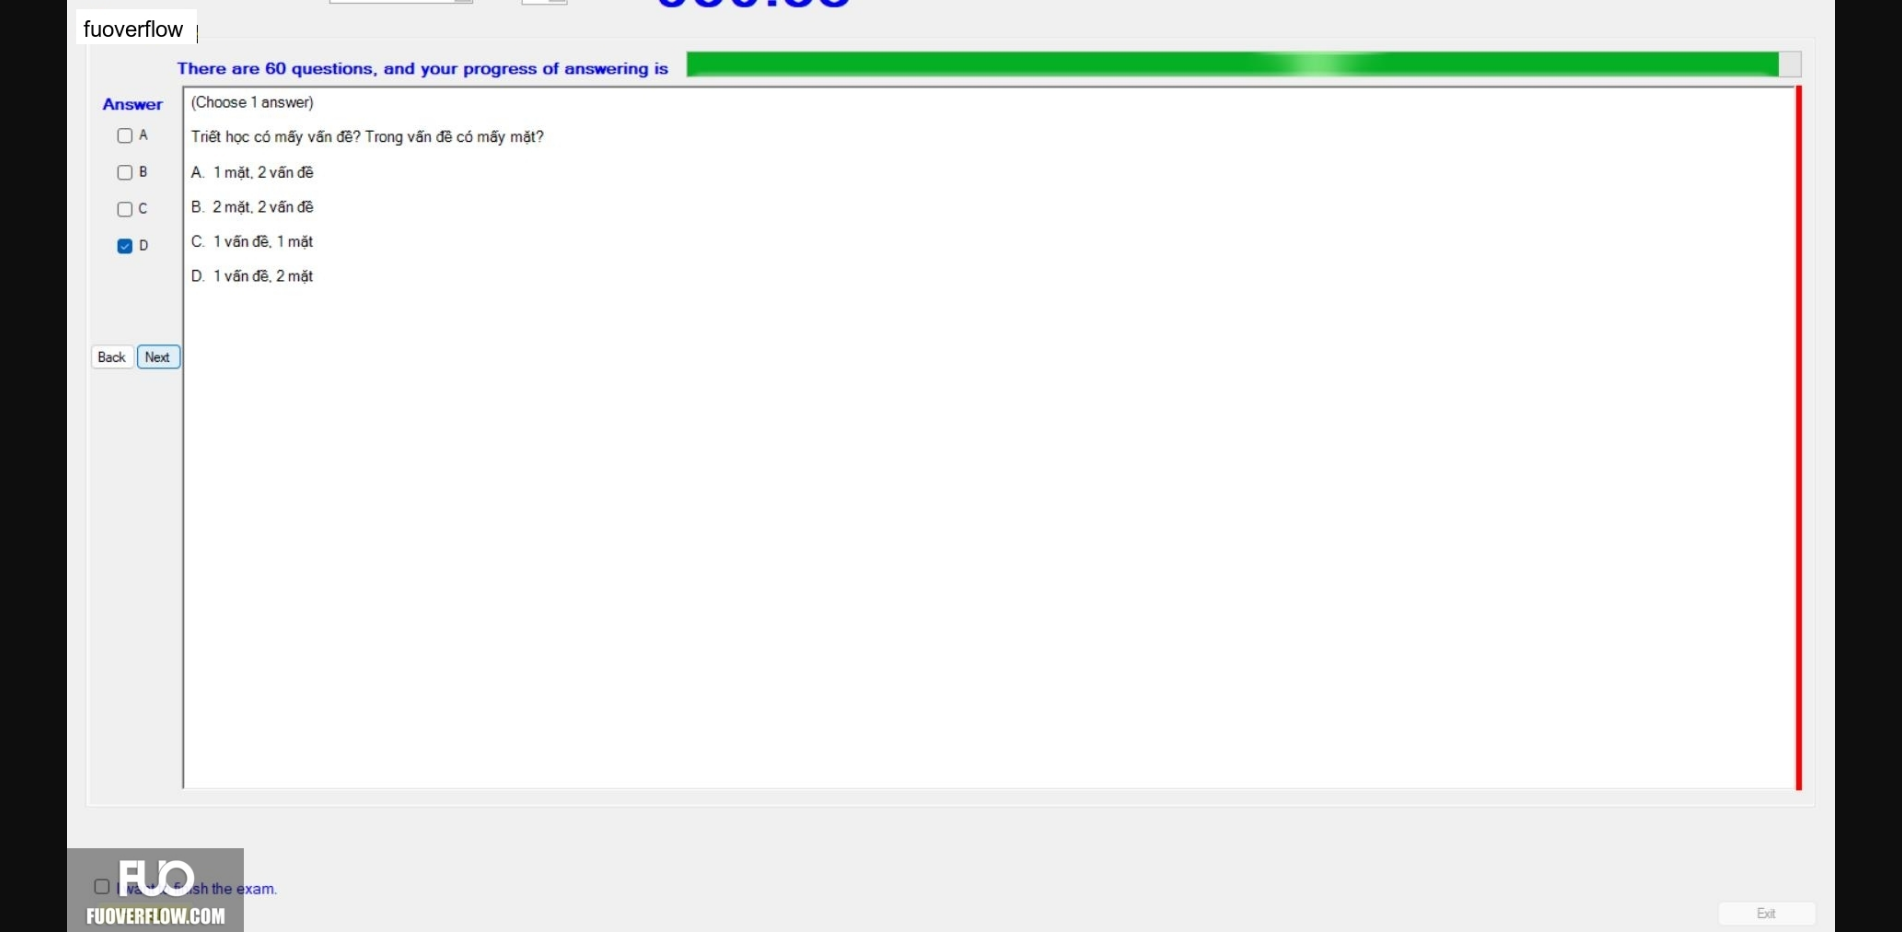 fuoverflow
There are 60 questions, and your progress of answering is
Answer
(Choose 1 answer)
A
Triết học có mấy vấn đề? Trong vấn đề có mấy mặt?
B
A. 1 mặt, 2 vấn đề
C
B. 2 mặt, 2 vấn đề
D
C. 1 vấn đề, 1 mặt
D. 1 vấn đề, 2 mặt
Back Next
FUO
I want finish the exam.
FUOVERFLOW.COM
Exit